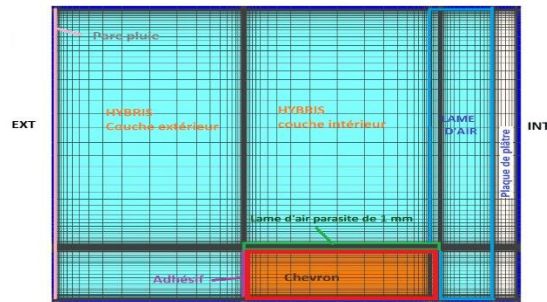 Parc pluie
HYBRIS
Couche extérieur
HYBRIS
couche intérieur
LAME
D'AIR
Plaque de plâtre
EXT
INT
Lame d'air parasite de 1 mm
Adhésif
Chevron